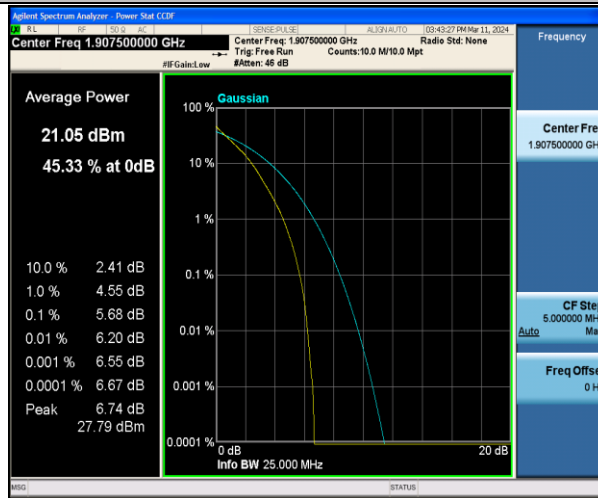 Agilent Spectrum Analyzer - Power Stat CCDF
RL RF 50 Ω AC SENSE:PULSE ALIGN AUTO 03:43:27 PM Mar 11, 2024
Center Freq 1.907500000 GHz
Center Freq: 1.907500000 GHz Radio Std: None
Trig: Free Run Counts:10.0 M/10.0 Mpt
#IFGain:Low #Atten: 46 dB
Frequency
Average Power
21.05 dBm
45.33 % at 0dB
10.0 % 2.41 dB
1.0 % 4.55 dB
0.1 % 5.68 dB
0.01 % 6.20 dB
0.001 % 6.55 dB
0.0001 % 6.67 dB
Peak 6.74 dB
27.79 dBm
Gaussian
100 %
10 %
1 %
0.1 %
0.01 %
0.001 %
0.0001 %
0 dB 20 dB
Info BW 25.000 MHz
Center Fre
1.907500000 GH
CF Ste
5.000000 MH
Auto Ma
Freq Offse
0 H
MSG STATUS